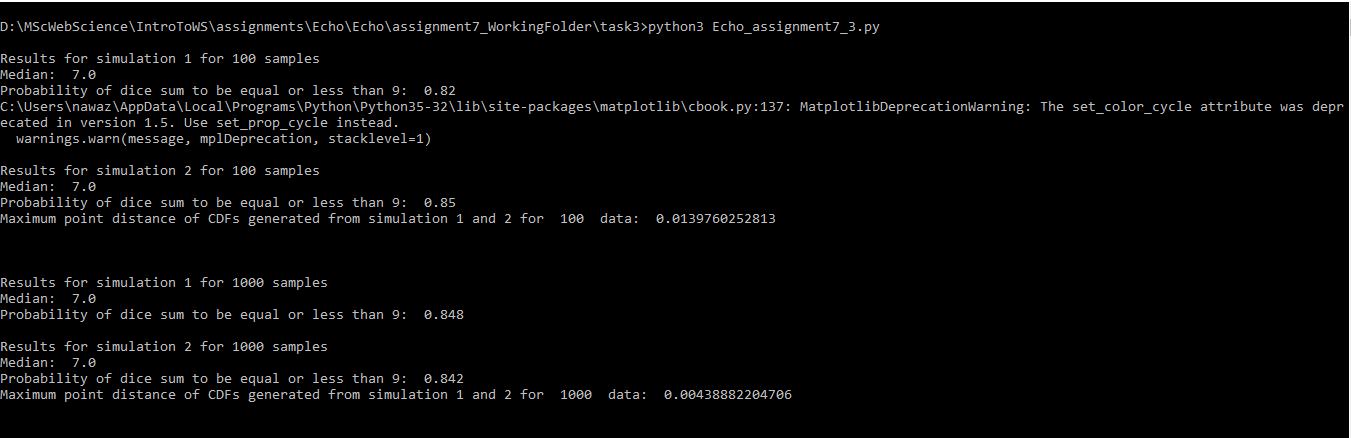 D:\MScWebScience\IntroToWS\assignments\Echo\Echo\assignment7_WorkingFolder\task3>python3 Echo_assignment7_3.py
Results for simulation 1 for 100 samples
Median:  7.0
Probability of dice sum to be equal or less than 9:  0.82
C:\Users\nawaz\AppData\Local\Programs\Python\Python35-32\lib\site-packages\matplotlib\cbook.py:137: MatplotlibDeprecationWarning: The set_color_cycle attribute was depr
ecated in version 1.5. Use set_prop_cycle instead.
  warnings.warn(message, mplDeprecation, stacklevel=1)
Results for simulation 2 for 100 samples
Median:  7.0
Probability of dice sum to be equal or less than 9:  0.85
Maximum point distance of CDFs generated from simulation 1 and 2 for  100  data:  0.0139760252813
Results for simulation 1 for 1000 samples
Median:  7.0
Probability of dice sum to be equal or less than 9:  0.848
Results for simulation 2 for 1000 samples
Median:  7.0
Probability of dice sum to be equal or less than 9:  0.842
Maximum point distance of CDFs generated from simulation 1 and 2 for  1000  data:  0.00438882204706